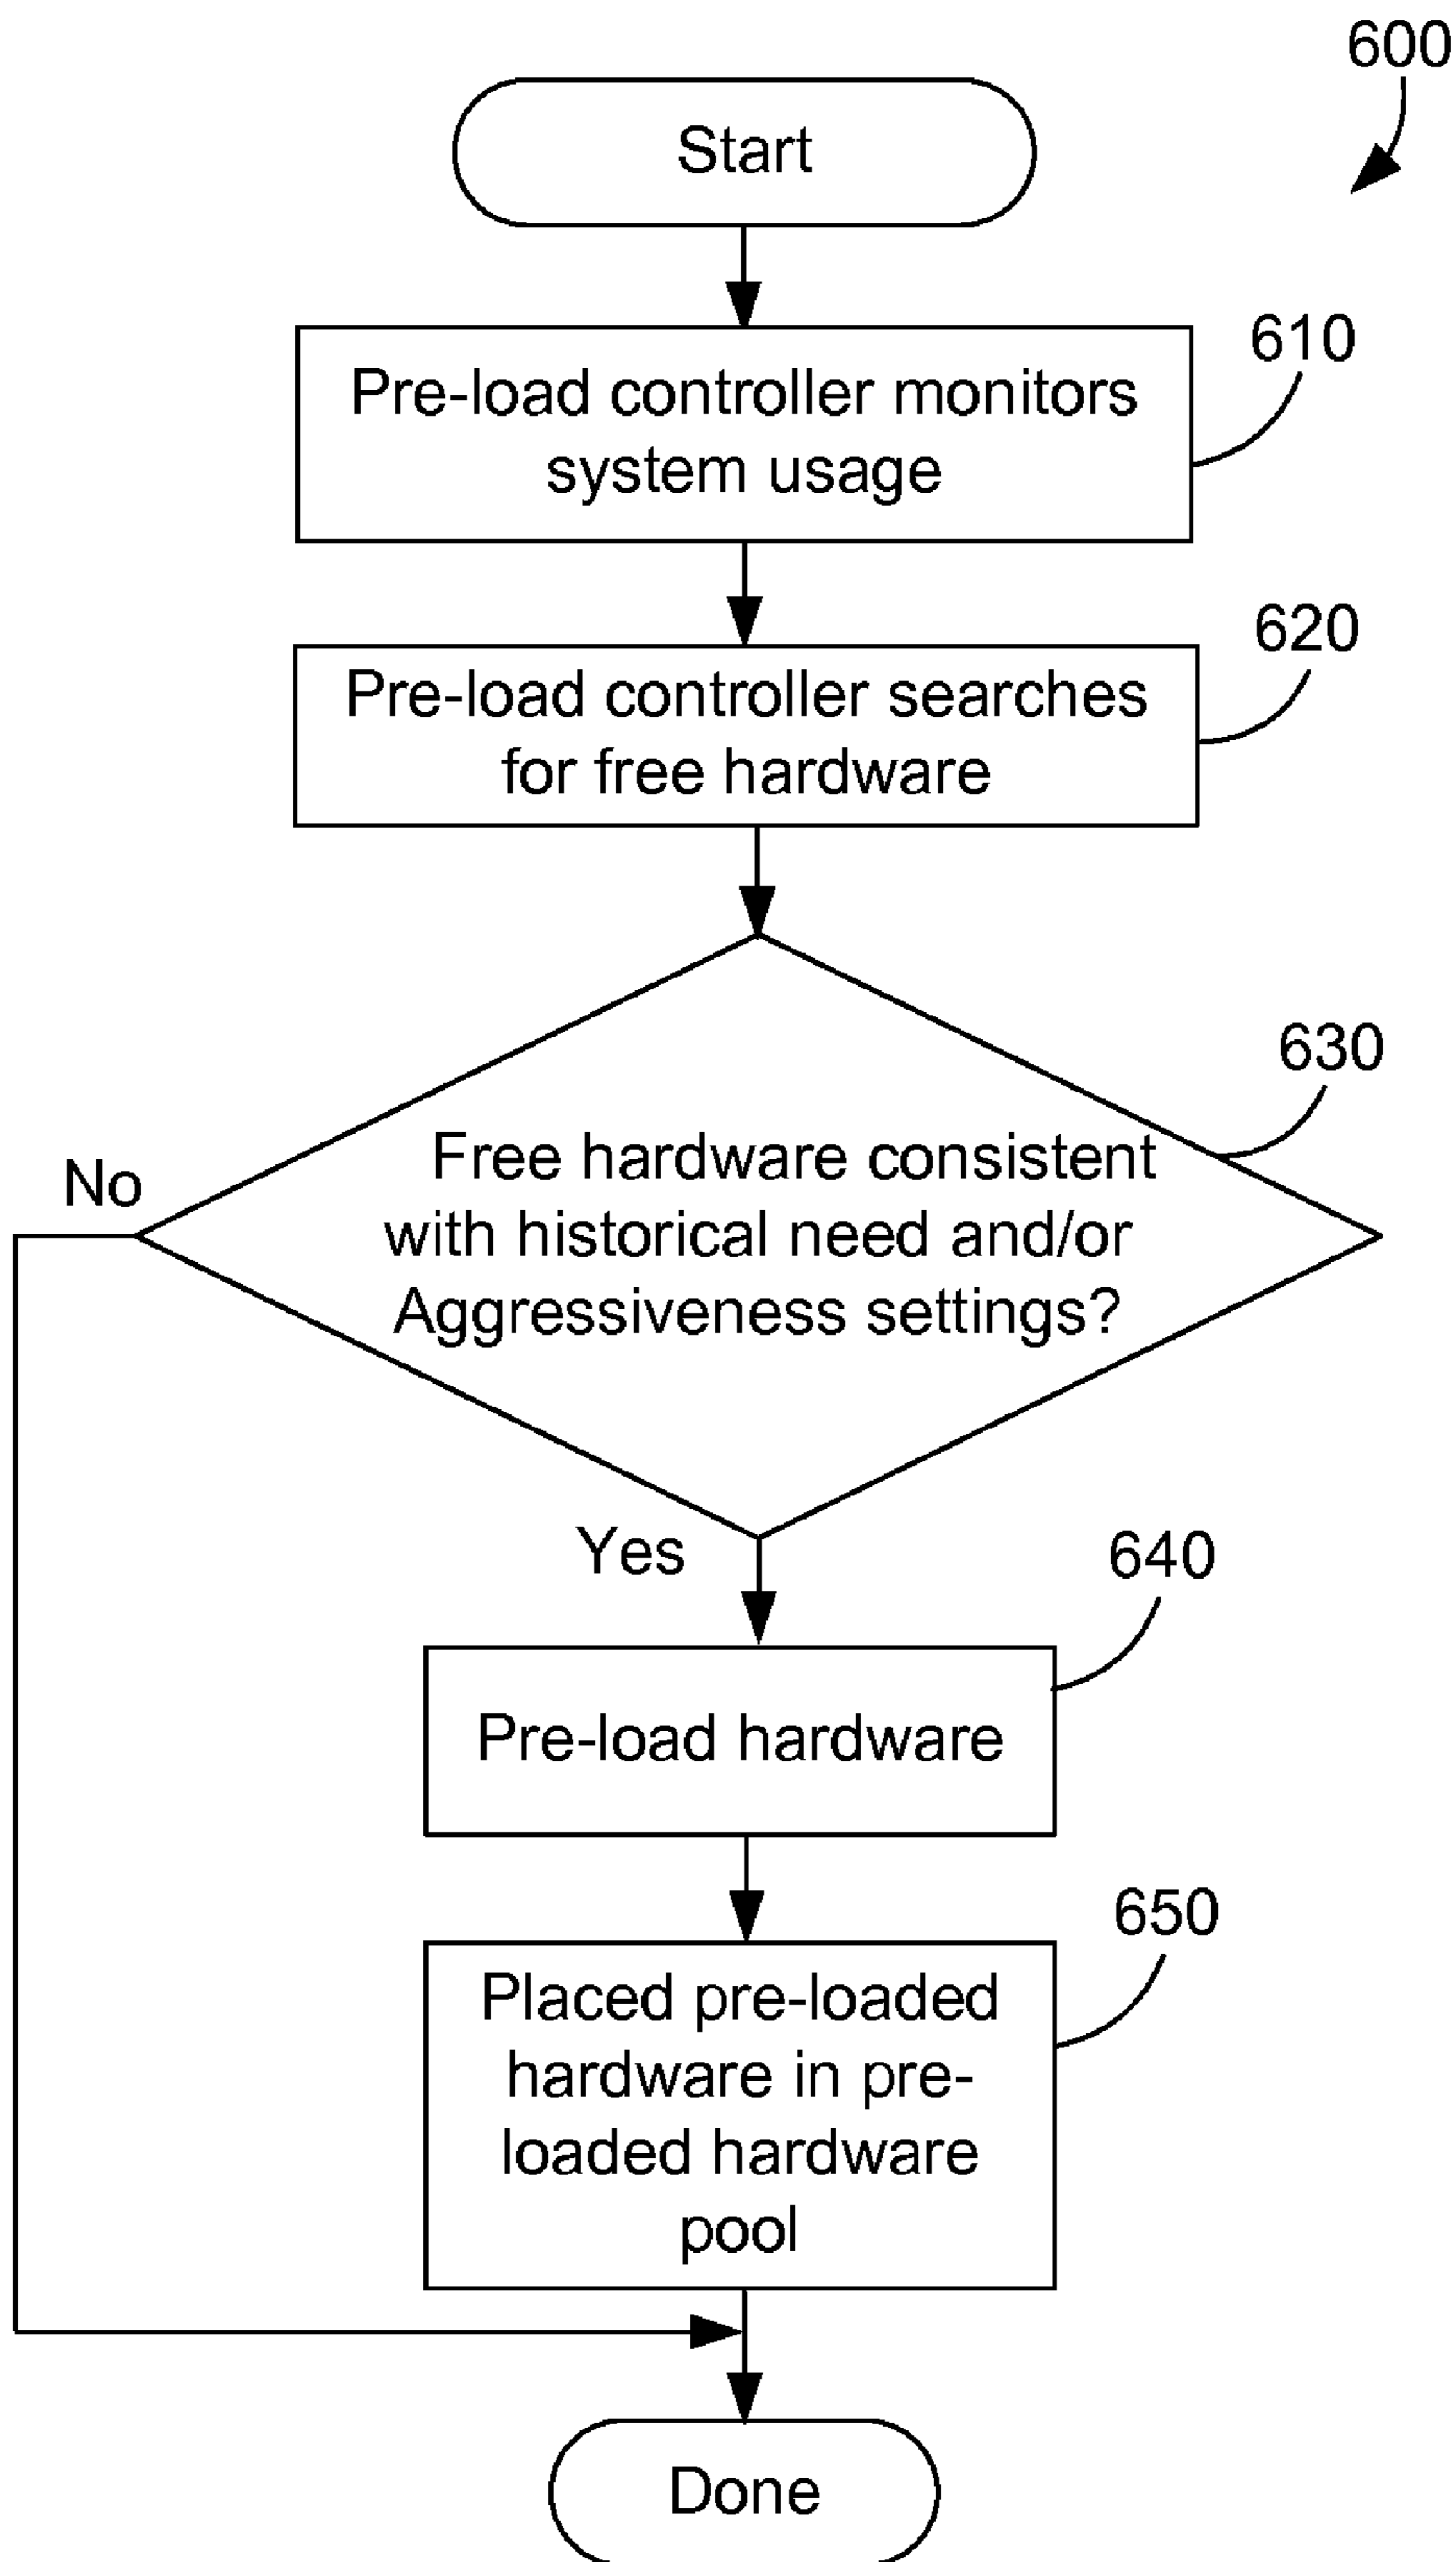 600
Start
Pre-load controller monitors
system usage
610
Pre-load controller searches
for free hardware
620
630
Free hardware consistent
with historical need and/or
Aggressiveness settings?
No
Yes
640
Pre-load hardware
650
Placed pre-loaded
hardware in pre-
loaded hardware
pool
Done